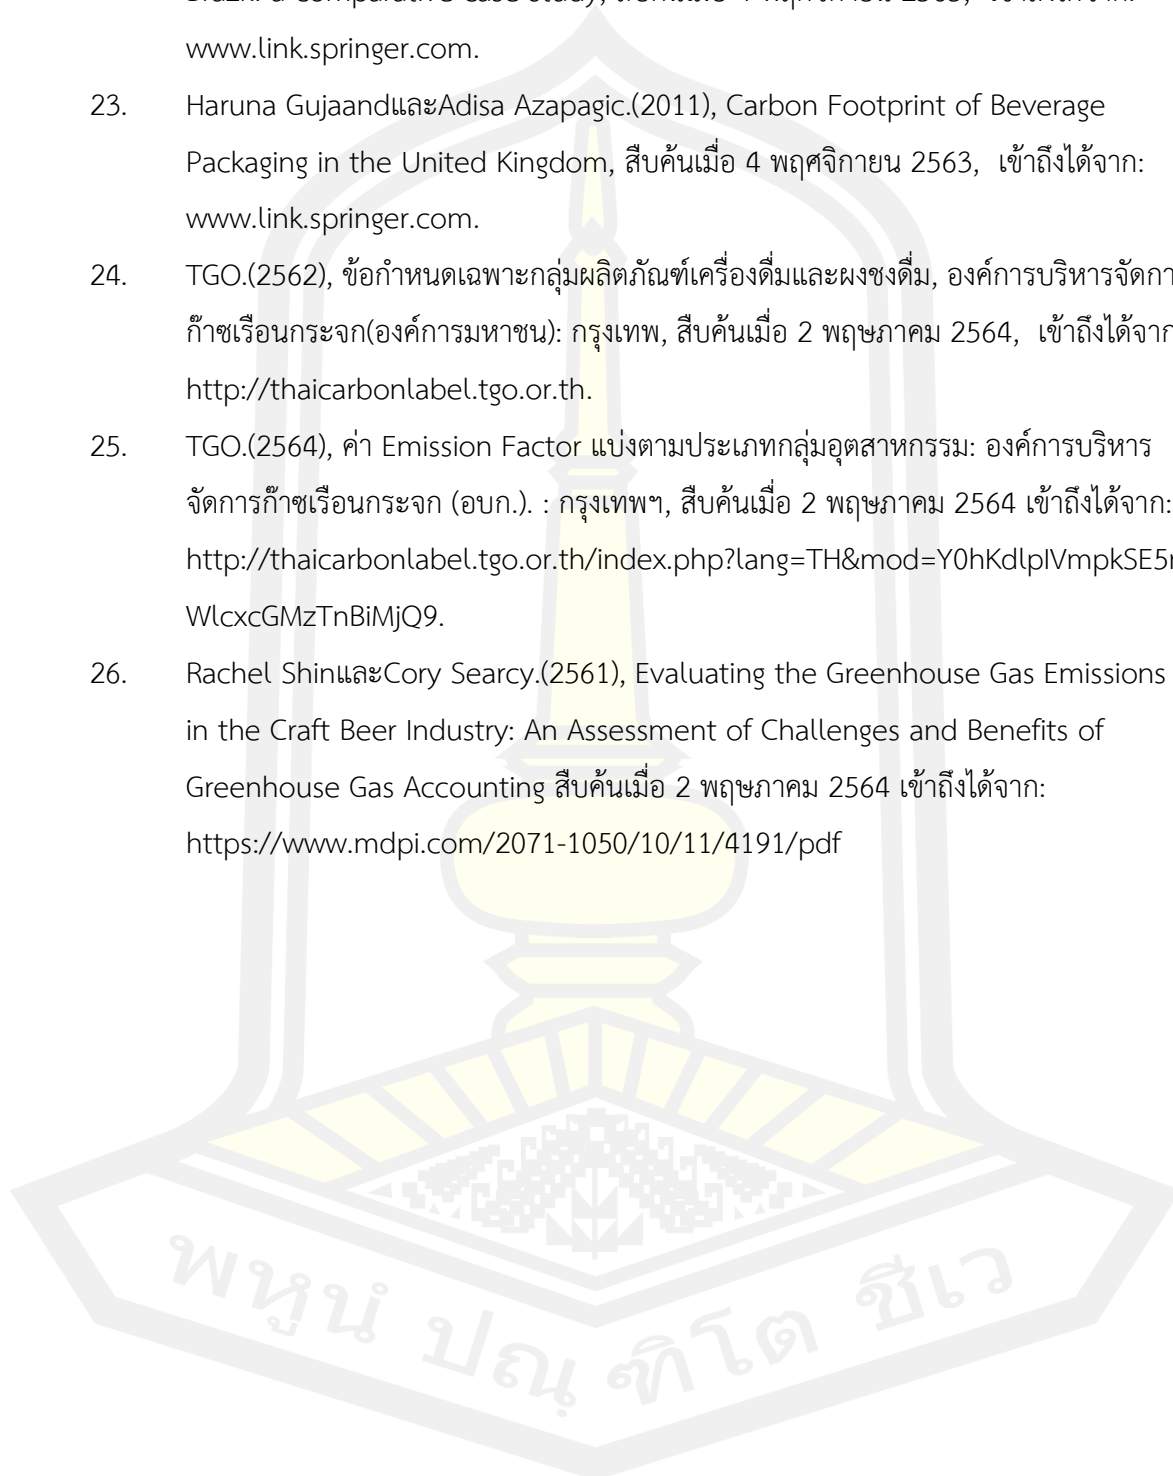 www.link.springer.com.
23. Haruna GujaandและAdisa Azapagic.(2011), Carbon Footprint of Beverage
Packaging in the United Kingdom, สืบค้นเมื่อ 4 พฤศจิกายน 2563, เข้าถึงได้จาก:
www.link.springer.com.
24. TGO.(2562), ข้อกำหนดเฉพาะกลุ่มผลิตภัณฑ์เครื่องดื่มและผงชงดื่ม, องค์การบริหารจัดกา
ก๊าซเรือนกระจก(องค์การมหาชน): กรุงเทพ, สืบค้นเมื่อ 2 พฤษภาคม 2564, เข้าถึงได้จาก
http://thaicarbonlabel.tgo.or.th.
25. TGO.(2564), ค่า Emission Factor แบ่งตามประเภทกลุ่มอุตสาหกรรม: องค์การบริหาร
จัดการก๊าซเรือนกระจก (อบก.). : กรุงเทพฯ, สืบค้นเมื่อ 2 พฤษภาคม 2564 เข้าถึงได้จาก:
http://thaicarbonlabel.tgo.or.th/index.php?lang=TH&mod=Y0hKdlpIVmpkSE5
WlcxcGMzTnBiMjQ9.
26. Rachel ShinและCory Searcy.(2561), Evaluating the Greenhouse Gas Emissions
in the Craft Beer Industry: An Assessment of Challenges and Benefits of
Greenhouse Gas Accounting สืบค้นเมื่อ 2 พฤษภาคม 2564 เข้าถึงได้จาก:
https://www.mdpi.com/2071-1050/10/11/4191/pdf
พหูนํ ปณฺฑิโต ชีเว